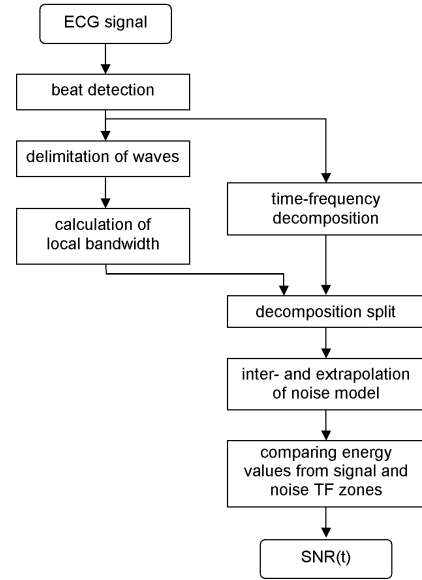 ECG signal
beat detection
delimitation of waves
calculation of
local bandwidth
time-frequency
decomposition
decomposition split
inter- and extrapolation
of noise model
comparing energy
values from signal and
noise TF zones
SNR(t)